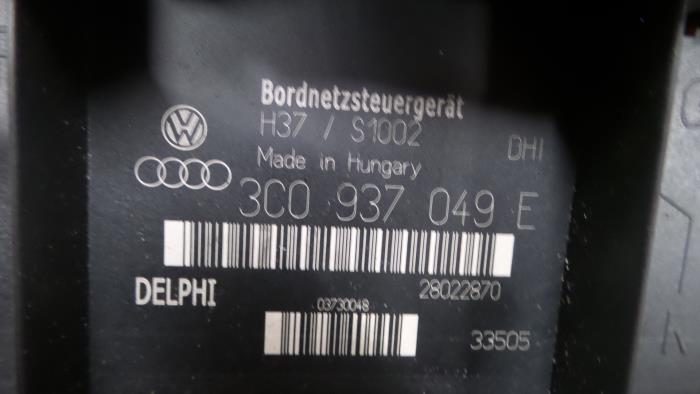 Bordnetzsteuergerät
H37 / S1002 DHI
Made in Hungary
3C0 937 049 E
DELPHI 28022870
03730048
33505